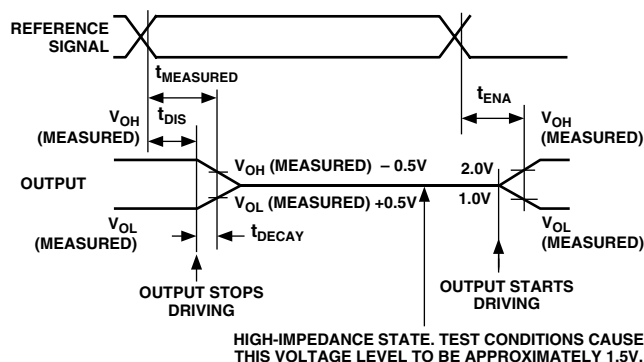 REFERENCE
SIGNAL
tMEASURED
tENA
VOH
(MEASURED)
tDIS
VOH
(MEASURED)
VOH (MEASURED) – 0.5V
2.0V
OUTPUT
VOL (MEASURED) +0.5V
1.0V
VOL
(MEASURED)
VOL
(MEASURED)
tDECAY
OUTPUT STOPS
DRIVING
OUTPUT STARTS
DRIVING
HIGH-IMPEDANCE STATE. TEST CONDITIONS CAUSE
THIS VOLTAGE LEVEL TO BE APPROXIMATELY 1.5V.